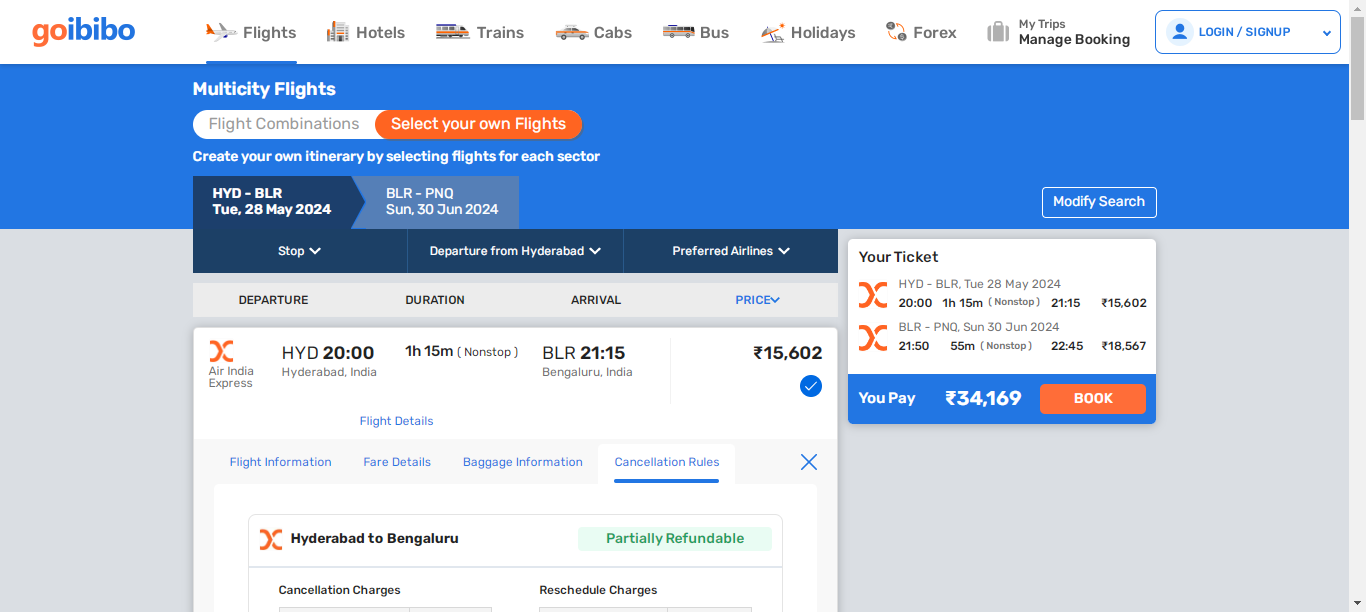 goibibo
Flights
Hotels
Trains
Cabs
Bus
Holidays
Forex
My Trips
Manage Booking
LOGIN / SIGNUP
Multicity Flights
Flight Combinations
Select your own Flights
Create your own itinerary by selecting flights for each sector
HYD - BLR
Tue, 28 May 2024
BLR - PNQ
Sun, 30 Jun 2024
Modify Search
Stop
Departure from Hyderabad
Preferred Airlines
DEPARTURE
DURATION
ARRIVAL
PRICE
Air India
Express
HYD 20:00
Hyderabad, India
1h 15m ( Nonstop )
BLR 21:15
Bengaluru, India
₹15,602
Flight Details
Flight Information
Fare Details
Baggage Information
Cancellation Rules
Hyderabad to Bengaluru
Partially Refundable
Cancellation Charges
Reschedule Charges
Your Ticket
HYD - BLR, Tue 28 May 2024
20:00 1h 15m ( Nonstop ) 21:15 ₹15,602
BLR - PNQ, Sun 30 Jun 2024
21:50 55m ( Nonstop ) 22:45 ₹18,567
You Pay ₹34,169 BOOK